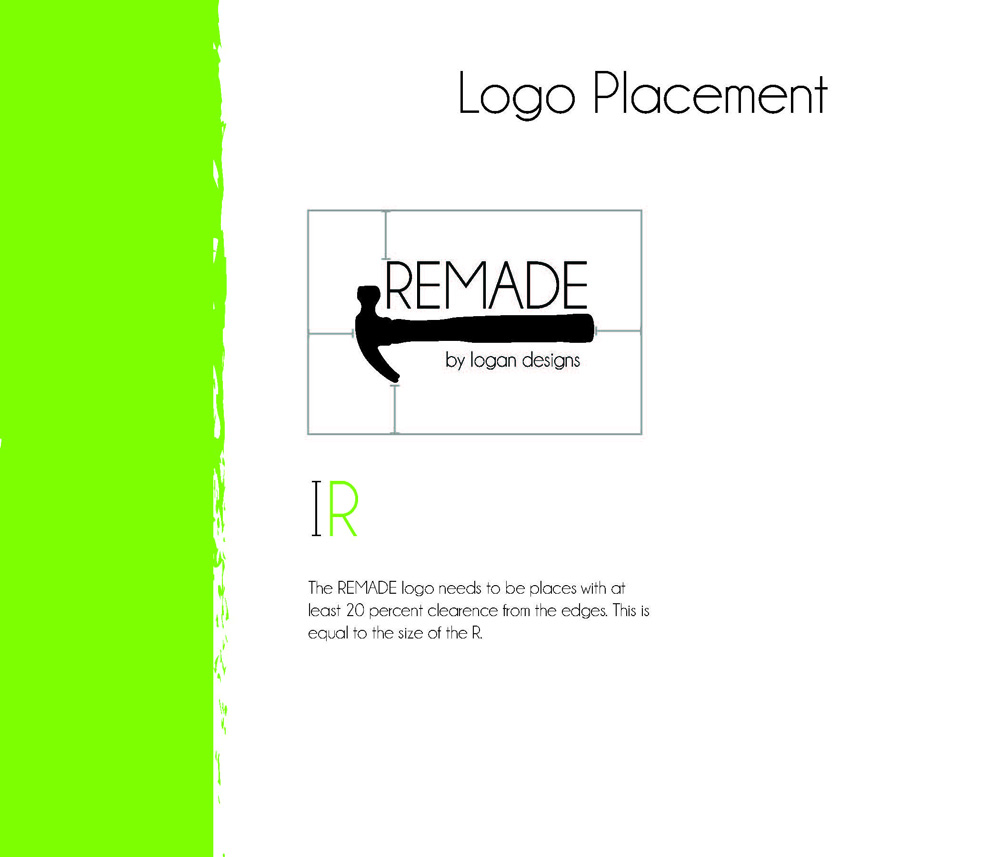 Logo Placement
REMADE
by logan designs
R
The REMADE logo needs to be places with at
least 20 percent clearence from the edges. This is
equal to the size of the R.